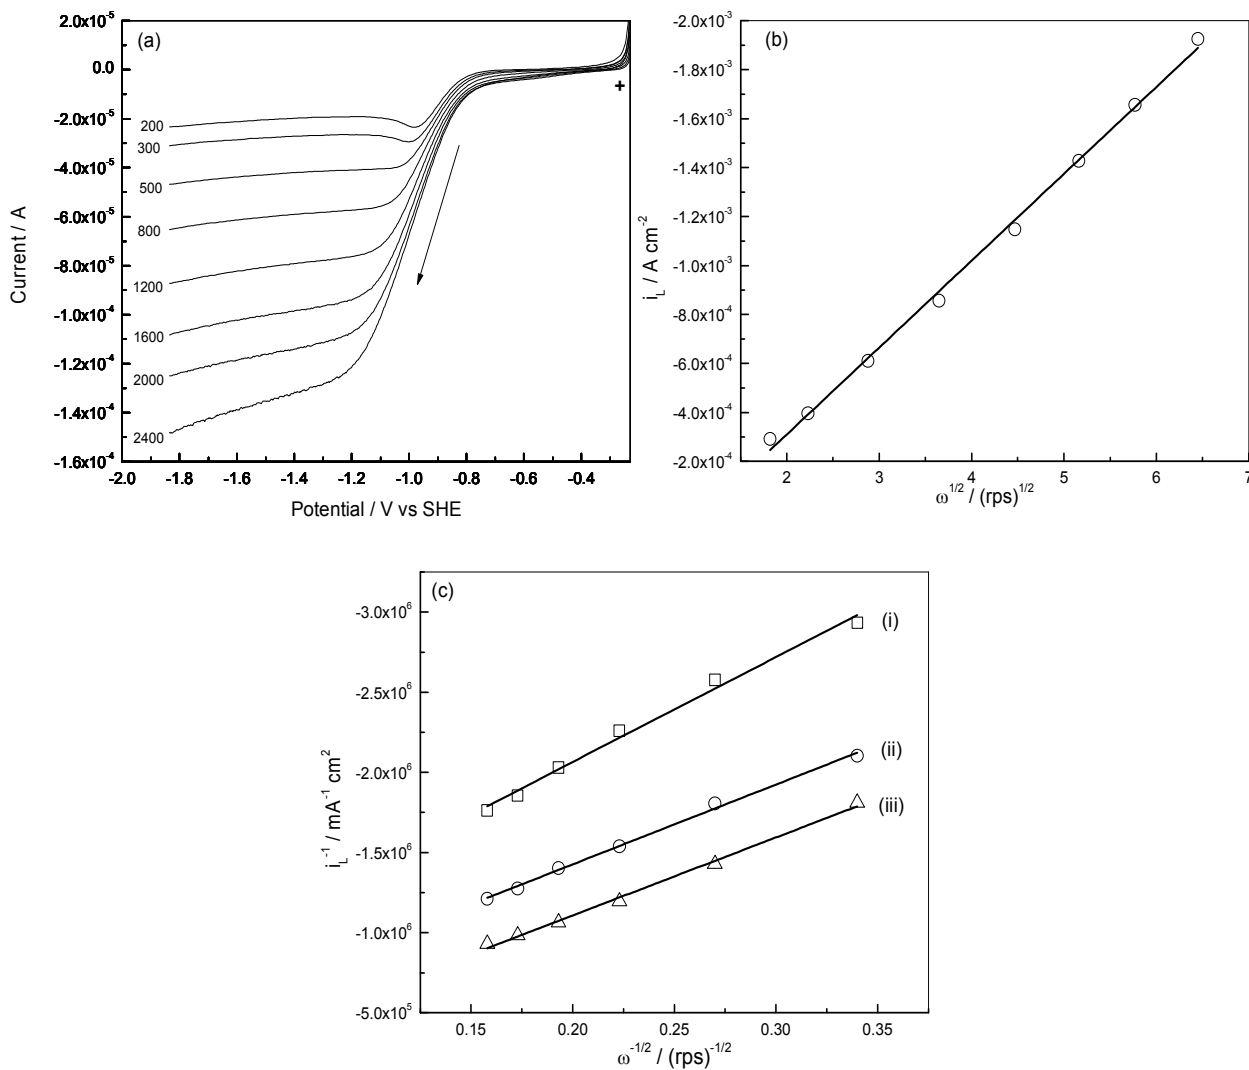 (a)
2.0x10⁻⁵
0.0
-2.0x10⁻⁵
-4.0x10⁻⁵
-6.0x10⁻⁵
-8.0x10⁻⁵
-1.0x10⁻⁴
-1.2x10⁻⁴
-1.4x10⁻⁴
-1.6x10⁻⁴
Current / A
200
300
500
800
1200
1600
2000
2400
+
-2.0 -1.8 -1.6 -1.4 -1.2 -1.0 -0.8 -0.6 -0.4
Potential / V vs SHE
(b)
-2.0x10⁻³
-1.8x10⁻³
-1.6x10⁻³
-1.4x10⁻³
-1.2x10⁻³
-1.0x10⁻³
-8.0x10⁻⁴
-6.0x10⁻⁴
-4.0x10⁻⁴
-2.0x10⁻⁴
i_L / A cm⁻²
2 3 4 5 6 7
ω^1/2 / (rps)^1/2
(c)
-3.0x10⁶
-2.5x10⁶
-2.0x10⁶
-1.5x10⁶
-1.0x10⁶
-5.0x10⁵
i_L⁻¹ / mA⁻¹ cm²
(i)
(ii)
(iii)
0.15 0.20 0.25 0.30 0.35
ω^-1/2 / (rps)^-1/2